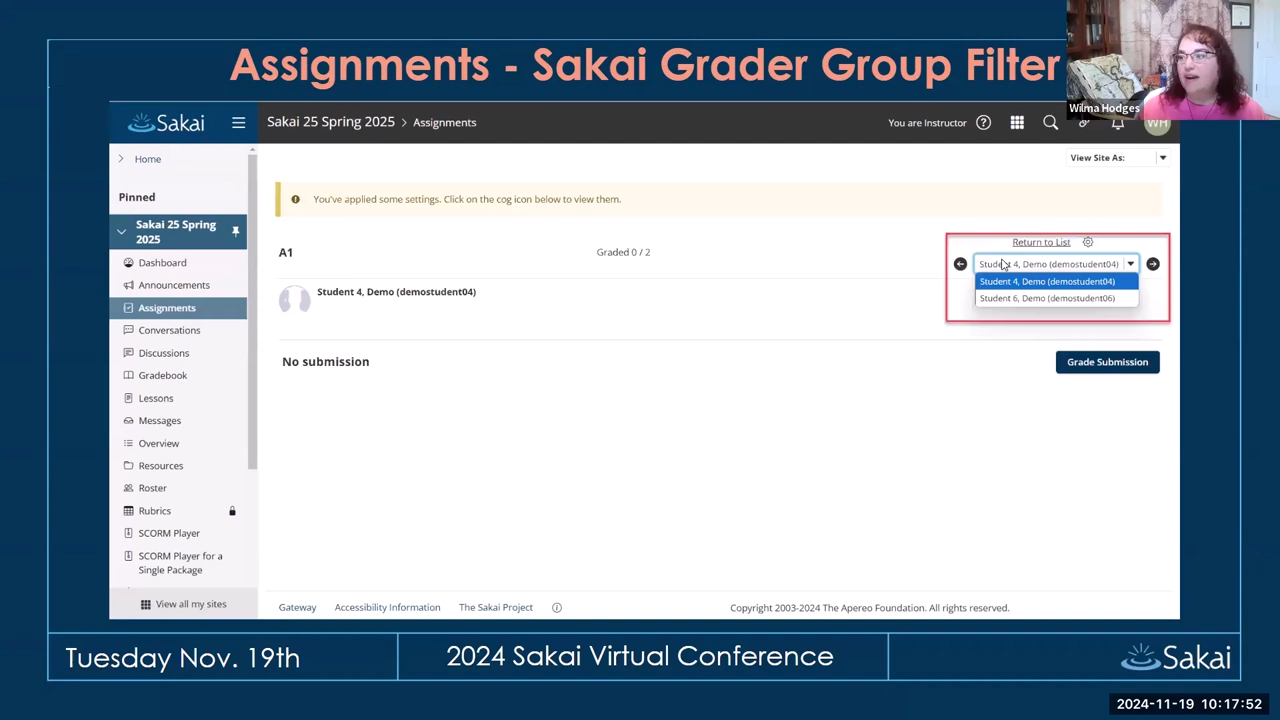 Assignments - Sakai Grader Group Filter
Wilma Hodges
Sakai
Sakai 25 Spring 2025 > Assignments
You are Instructor
WH
Home
View Site As:
Pinned
You've applied some settings. Click on the cog icon below to view them.
Sakai 25 Spring
2025
A1
Graded 0 / 2
Return to List
Student 4, Demo (demostudent04)
Student 4, Demo (demostudent04)
Student 6, Demo (demostudent06)
Student 4, Demo (demostudent04)
No submission
Grade Submission
Dashboard
Announcements
Assignments
Conversations
Discussions
Gradebook
Lessons
Messages
Overview
Resources
Roster
Rubrics
SCORM Player
SCORM Player for a
Single Package
View all my sites
Gateway
Accessibility Information
The Sakai Project
Copyright 2003-2024 The Apereo Foundation. All rights reserved.
Tuesday Nov. 19th
2024 Sakai Virtual Conference
Sakai
2024-11-19 10:17:52